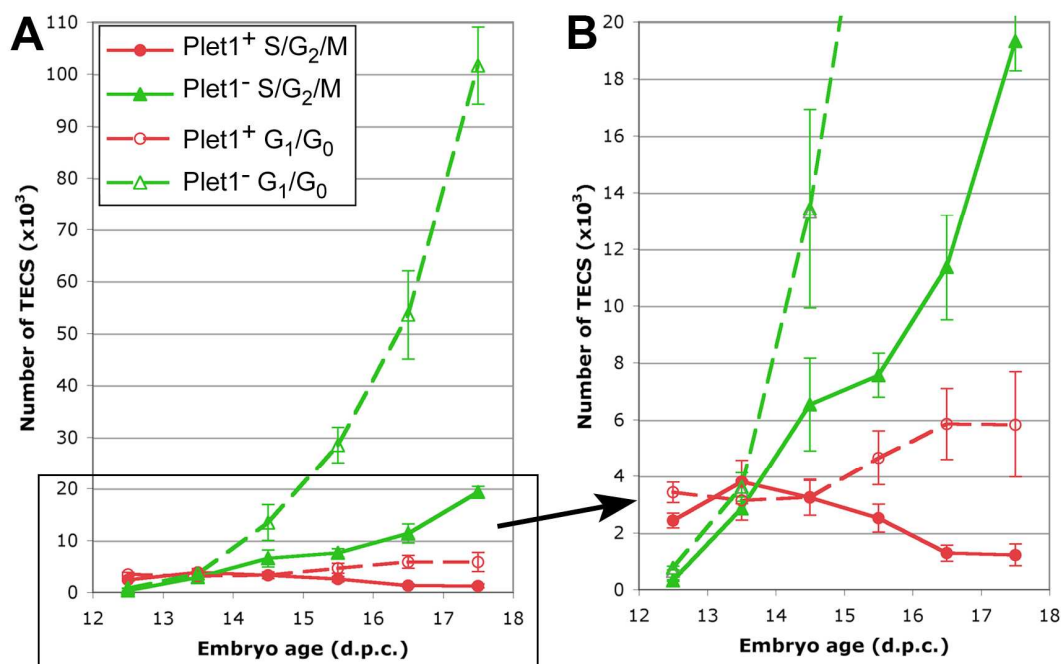 A
Plet1⁺ S/G₂/M
Plet1⁻ S/G₂/M
Plet1⁺ G₁/G₀
Plet1⁻ G₁/G₀
Number of TECS (x10³)
110
100
90
80
70
60
50
40
30
20
10
0
12 13 14 15 16 17 18
Embryo age (d.p.c.)
B
Number of TECS (x10³)
20
18
16
14
12
10
8
6
4
2
0
12 13 14 15 16 17 18
Embryo age (d.p.c.)